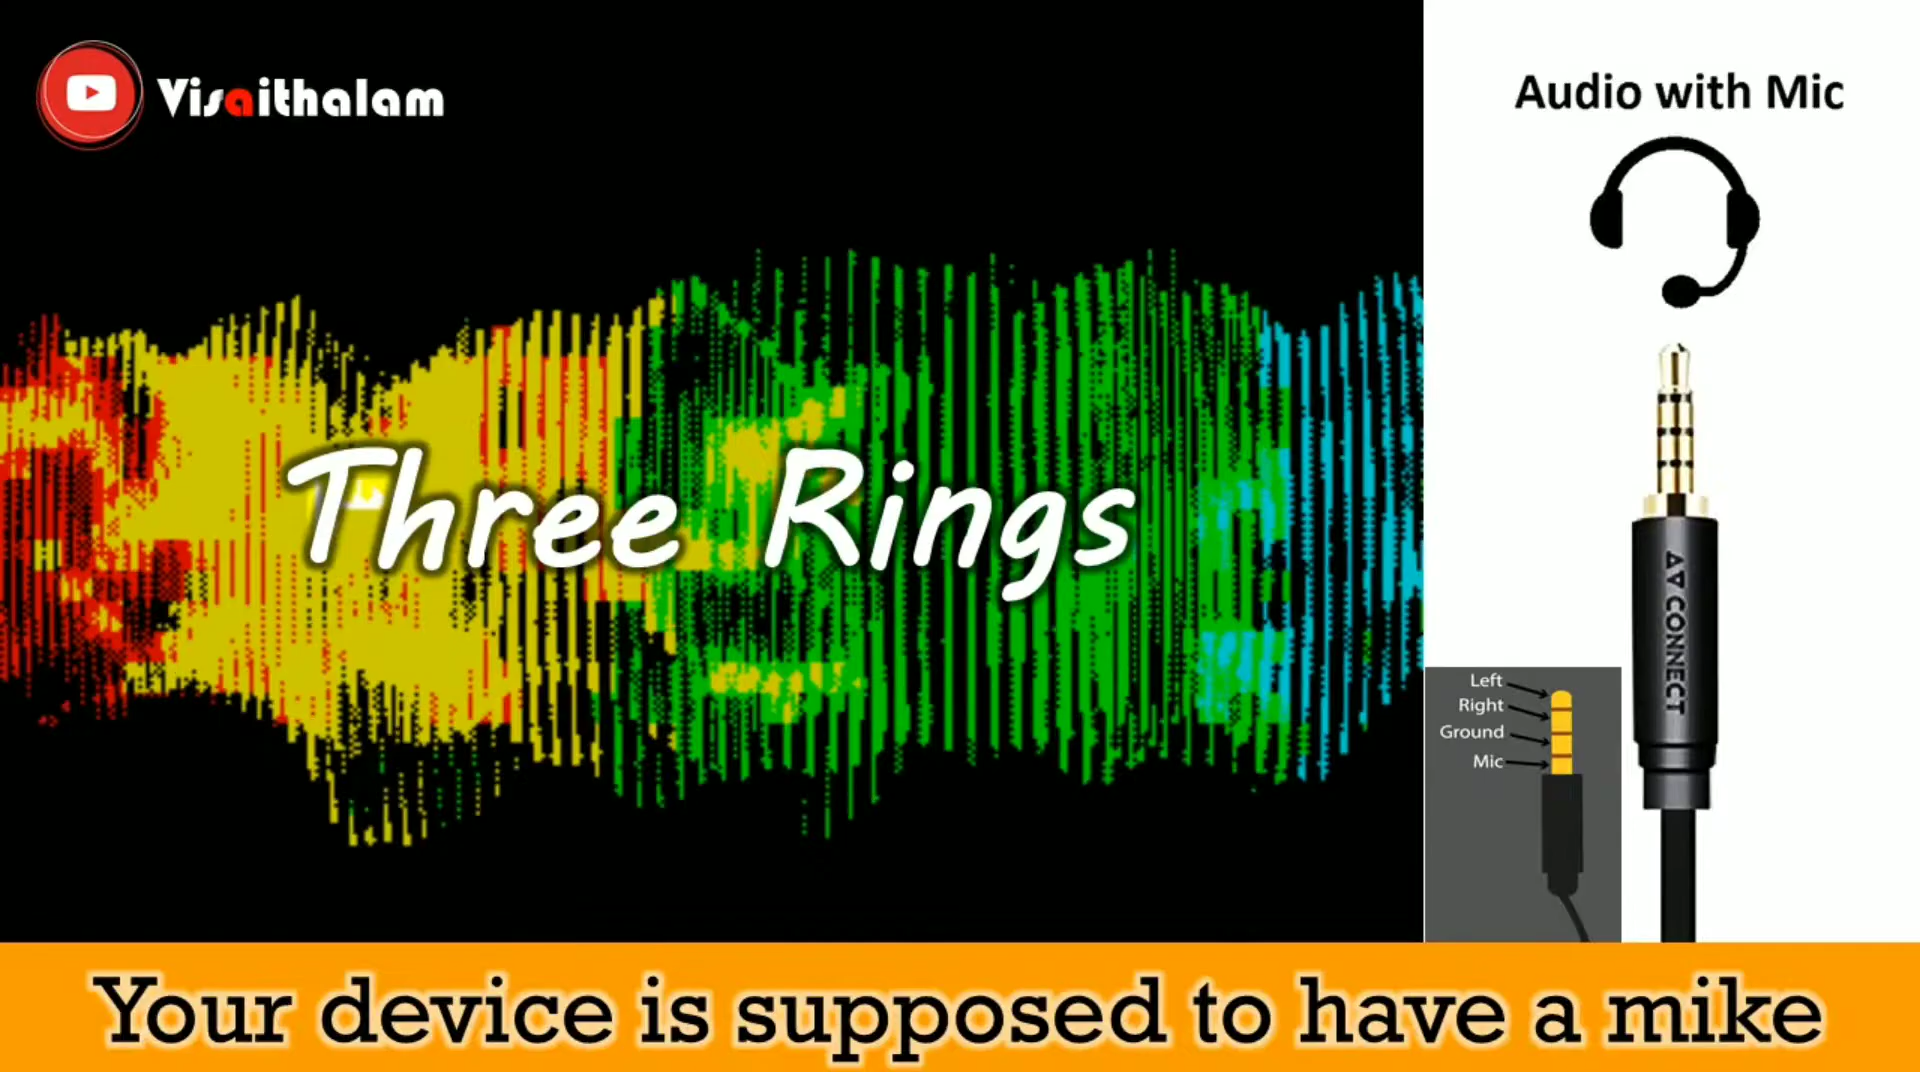 Visaithalam
Audio with Mic
Three Rings
AV CONNECT
Left
Right
Ground
Mic
Your device is supposed to have a mike